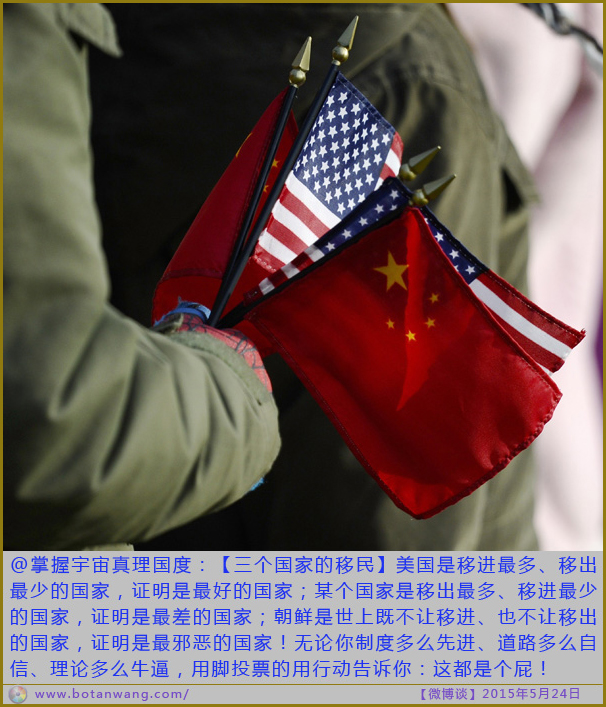 @掌握宇宙真理国度：【三个国家的移民】美国是移进最多、移出
最少的国家，证明是最好的国家；某个国家是移出最多、移进最少
的国家，证明是最差的国家；朝鲜是世上既不让移进、也不让移出
的国家，证明是最邪恶的国家！无论你制度多么先进、道路多么自
信、理论多么牛逼，用脚投票的用行动告诉你：这都是个屁！
www.botanwang.com/
【微博谈】2015年5月24日